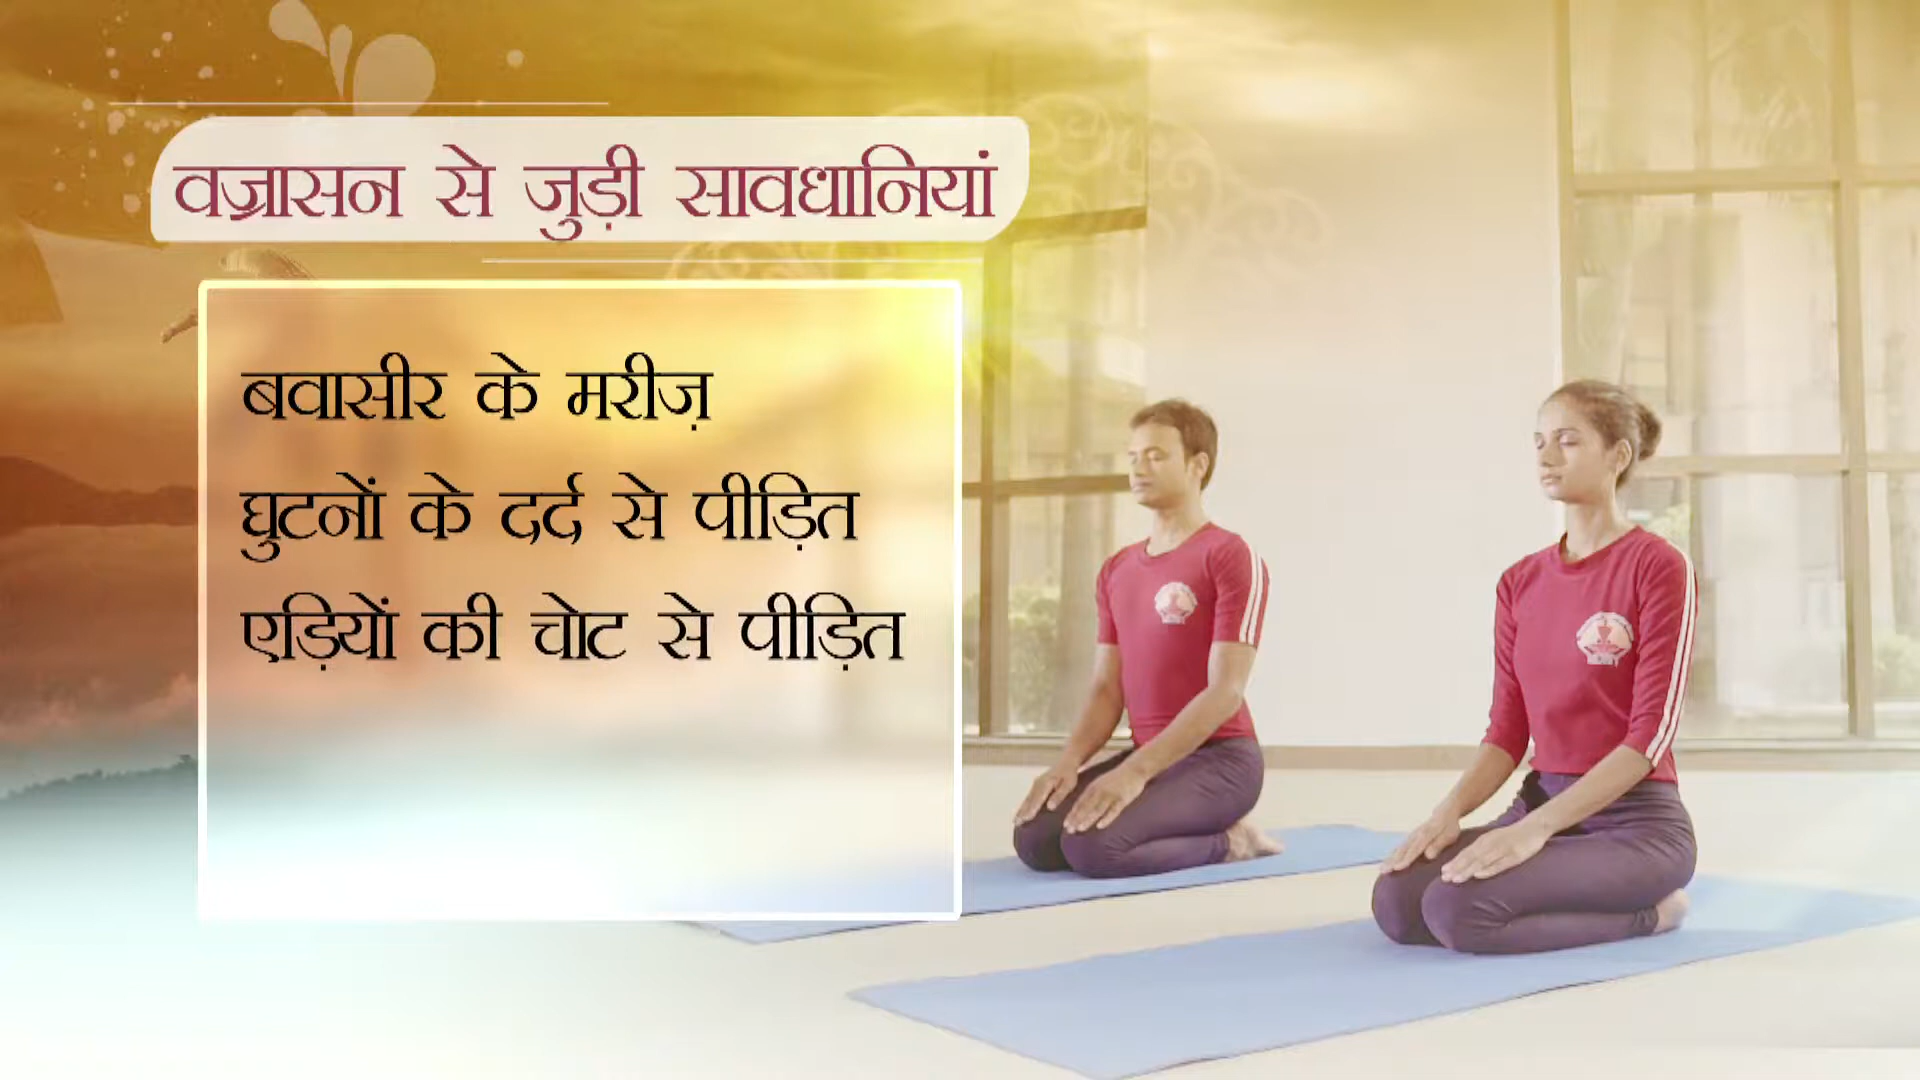 वज्रासन से जुड़ी सावधानियां
बवासीर के मरीज़
घुटनों के दर्द से पीड़ित
एड़ियों की चोट से पीड़ित